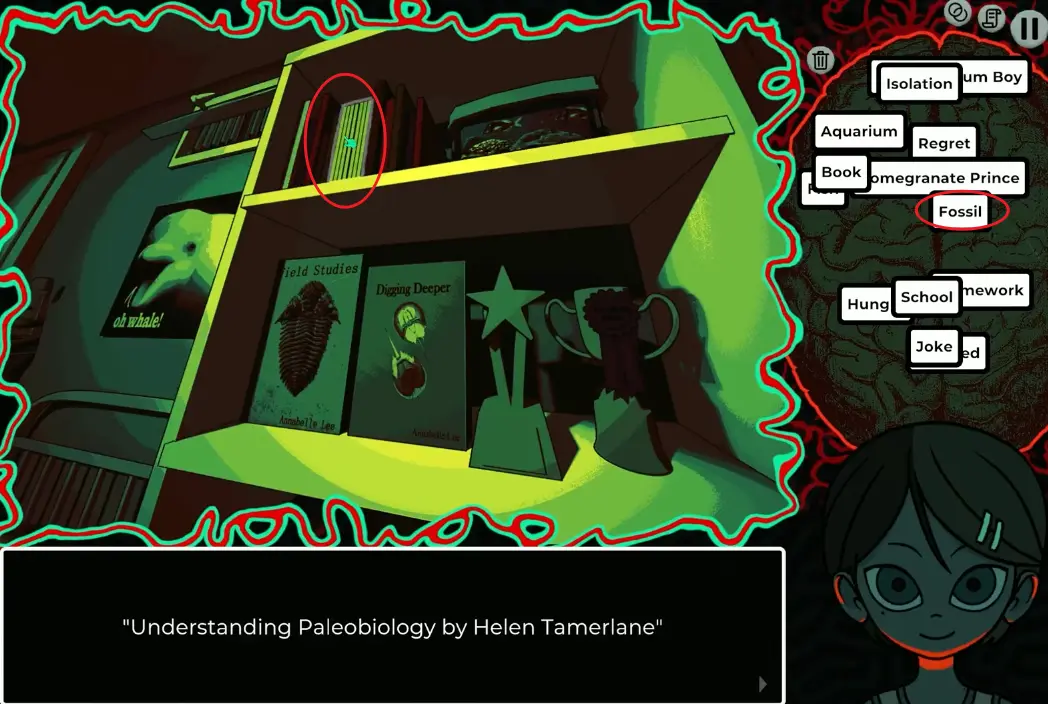 Isolation
um Boy
Aquarium
Regret
Book
omegranate Prince
Fossil
ield Studies
Digging Deeper
Hung
School
mework
oh whale!
Joke
ed
Annabelle Lee
Annabelle Lee
"Understanding Paleobiology by Helen Tamerlane"